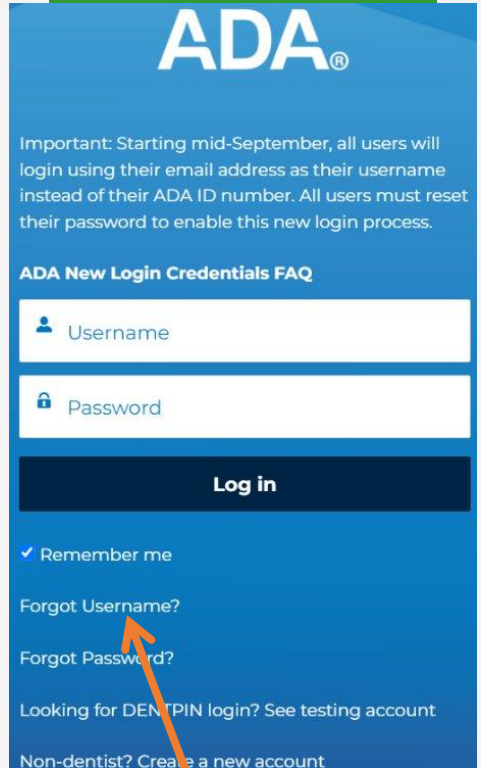 ADA®
Important: Starting mid-September, all users will
login using their email address as their username
instead of their ADA ID number. All users must reset
their password to enable this new login process.
ADA New Login Credentials FAQ
Username
Password
Log in
Remember me
Forgot Username?
Forgot Password?
Looking for DENTPIN login? See testing account
Non-dentist? Create a new account